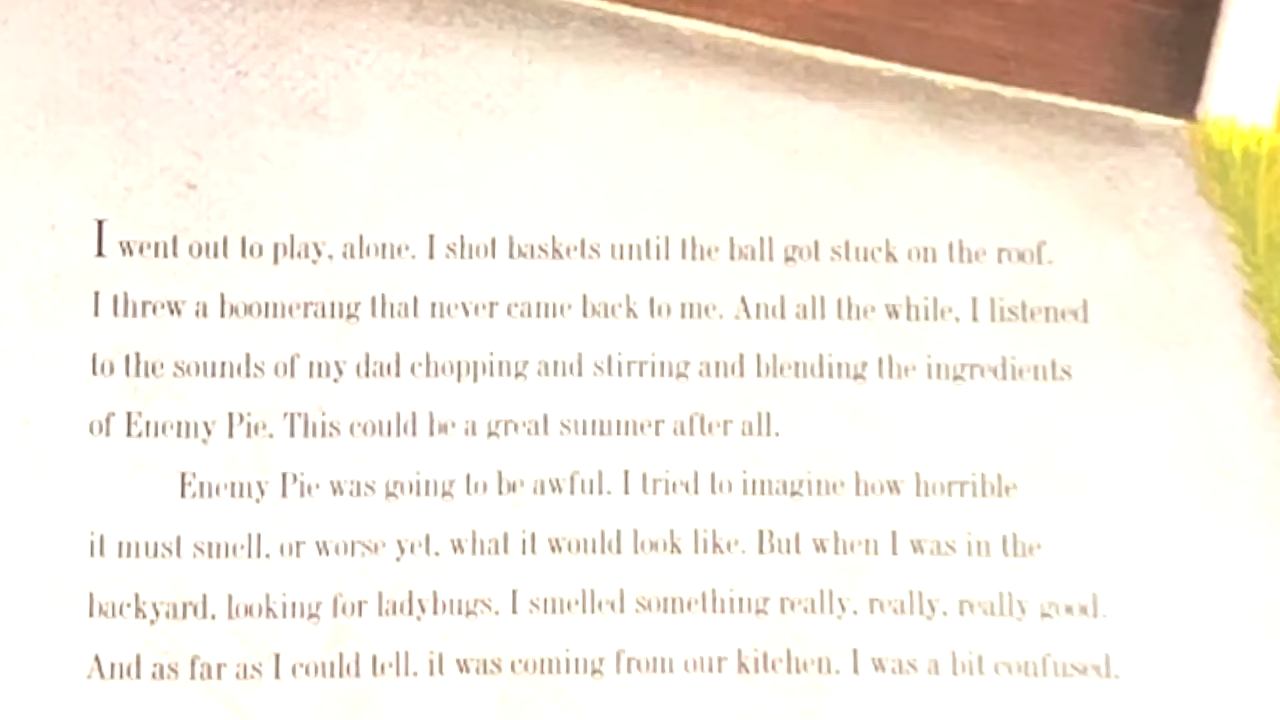 I went out to play, alone. I shot baskets until the ball got stuck on the roof.
I threw a boomerang that never came back to me. And all the while, I listened
to the sounds of my dad chopping and stirring and blending the ingredients
of Enemy Pie. This could be a great summer after all.
Enemy Pie was going to be awful. I tried to imagine how horrible
it must smell, or worse yet, what it would look like. But when I was in the
backyard, looking for ladybugs, I smelled something really, really, really good.
And as far as I could tell, it was coming from our kitchen. I was a bit confused.